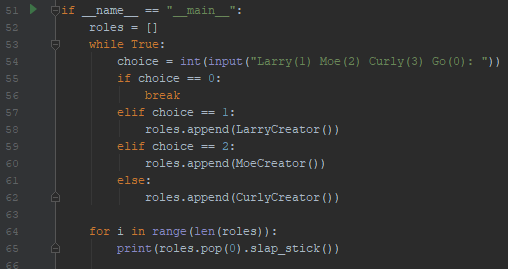 51 if __name__ == "__main__":
52     roles = []
53     while True:
54         choice = int(input("Larry(1) Moe(2) Curly(3) Go(0): "))
55         if choice == 0:
56             break
57         elif choice == 1:
58             roles.append(LarryCreator())
59         elif choice == 2:
60             roles.append(MoeCreator())
61         else:
62             roles.append(CurlyCreator())
63
64     for i in range(len(roles)):
65         print(roles.pop(0).slap_stick())
66